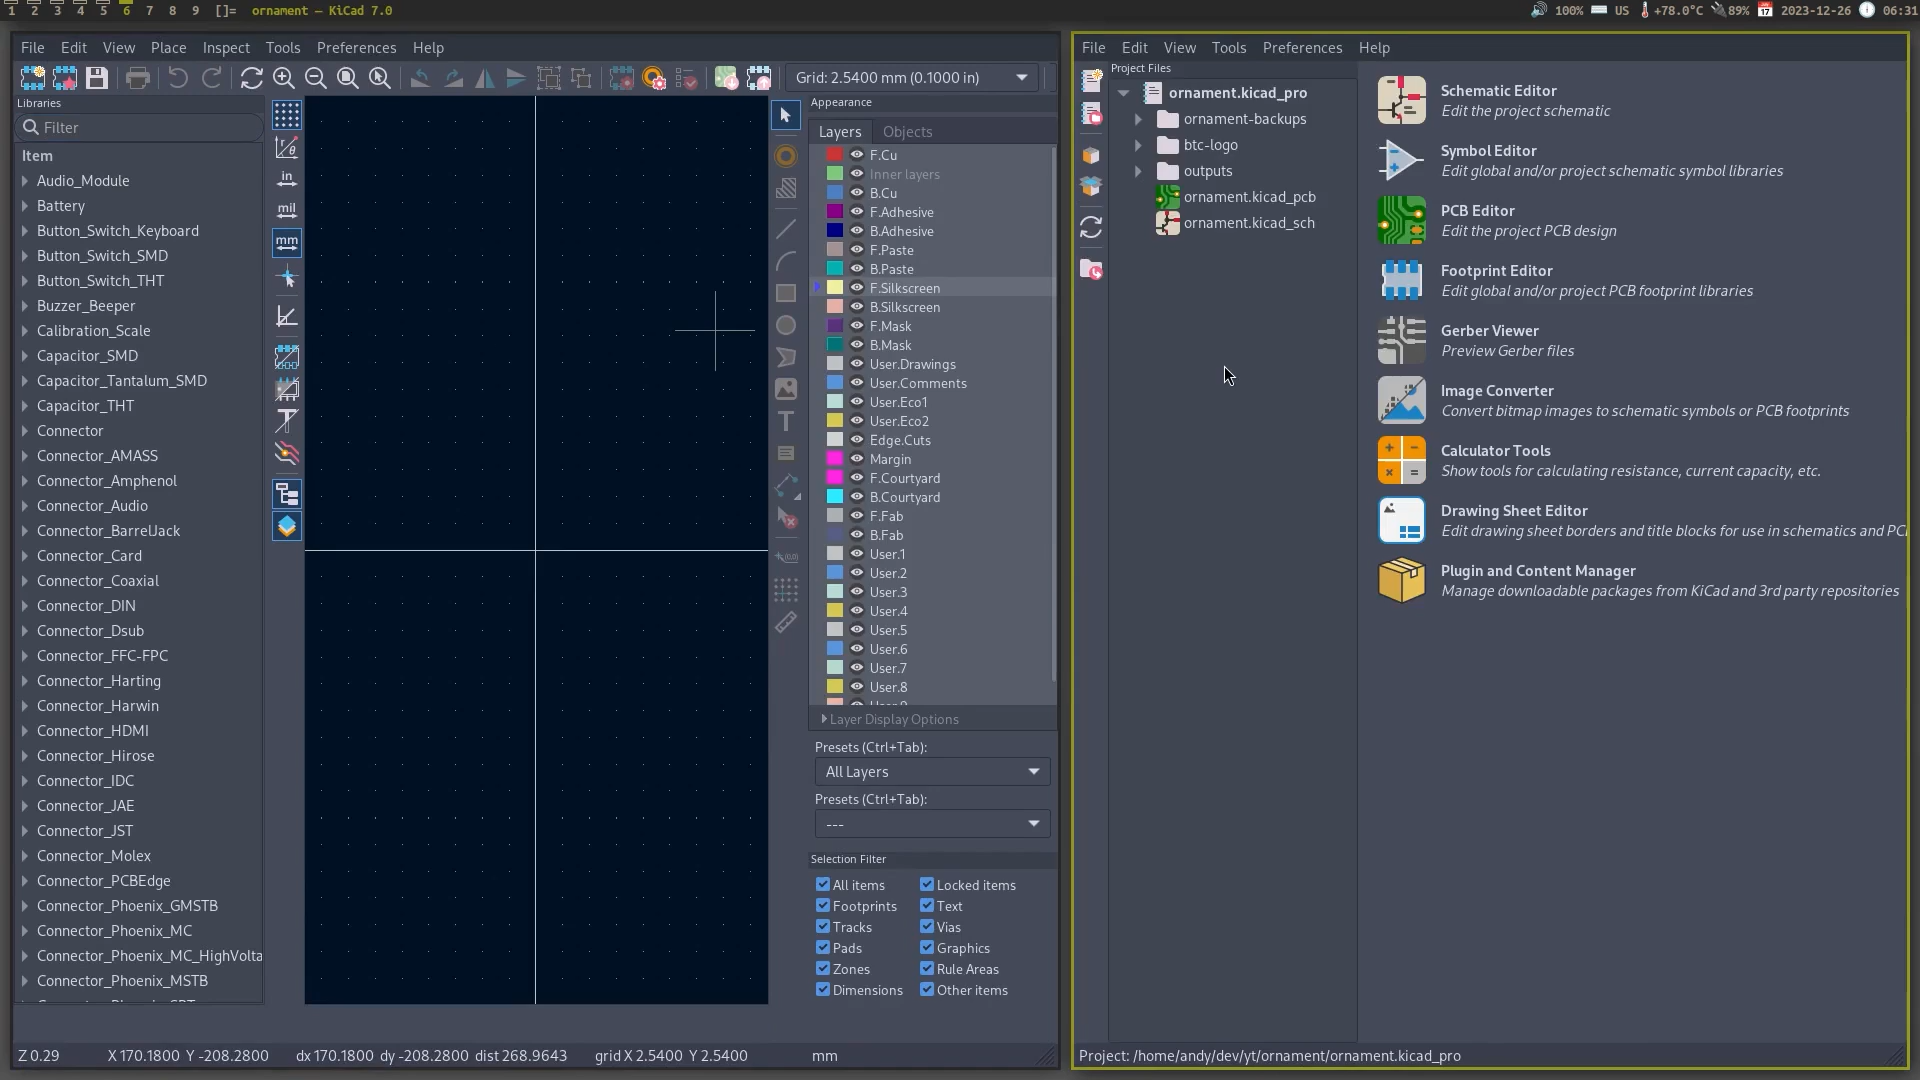 1 2 3 4 5 6 7 8 9 []= ornament — KiCad 7.0
100% US +78.0°C 89% 2023-12-26 06:31
File Edit View Place Inspect Tools Preferences Help
Grid: 2.5400 mm (0.1000 in)
Libraries
Filter
Item
Audio_Module
Battery
Button_Switch_Keyboard
Button_Switch_SMD
Button_Switch_THT
Buzzer_Beeper
Calibration_Scale
Capacitor_SMD
Capacitor_Tantalum_SMD
Capacitor_THT
Connector
Connector_AMASS
Connector_Amphenol
Connector_Audio
Connector_BarrelJack
Connector_Card
Connector_Coaxial
Connector_DIN
Connector_Dsub
Connector_FFC-FPC
Connector_Harting
Connector_Harwin
Connector_HDMI
Connector_Hirose
Connector_IDC
Connector_JAE
Connector_JST
Connector_Molex
Connector_PCBEdge
Connector_Phoenix_GMSTB
Connector_Phoenix_MC
Connector_Phoenix_MC_HighVolta
Connector_Phoenix_MSTB
in
mil
mm
Appearance
Layers Objects
F.Cu
Inner layers
B.Cu
F.Adhesive
B.Adhesive
F.Paste
B.Paste
F.Silkscreen
B.Silkscreen
F.Mask
B.Mask
User.Drawings
User.Comments
User.Eco1
User.Eco2
Edge.Cuts
Margin
F.Courtyard
B.Courtyard
F.Fab
B.Fab
User.1
User.2
User.3
User.4
User.5
User.6
User.7
User.8
Layer Display Options
Presets (Ctrl+Tab):
All Layers
Presets (Ctrl+Tab):
---
Selection Filter
All items Locked items
Footprints Text
Tracks Vias
Pads Graphics
Zones Rule Areas
Dimensions Other items
Z 0.29 X 170.1800 Y -208.2800 dx 170.1800 dy -208.2800 dist 268.9643 grid X 2.5400 Y 2.5400 mm
File Edit View Tools Preferences Help
Project Files
ornament.kicad_pro
ornament-backups
btc-logo
outputs
ornament.kicad_pcb
ornament.kicad_sch
Schematic Editor
Edit the project schematic
Symbol Editor
Edit global and/or project schematic symbol libraries
PCB Editor
Edit the project PCB design
Footprint Editor
Edit global and/or project PCB footprint libraries
Gerber Viewer
Preview Gerber files
Image Converter
Convert bitmap images to schematic symbols or PCB footprints
Calculator Tools
Show tools for calculating resistance, current capacity, etc.
Drawing Sheet Editor
Edit drawing sheet borders and title blocks for use in schematics and PC
Plugin and Content Manager
Manage downloadable packages from KiCad and 3rd party repositories
Project: /home/andy/dev/yt/ornament/ornament.kicad_pro